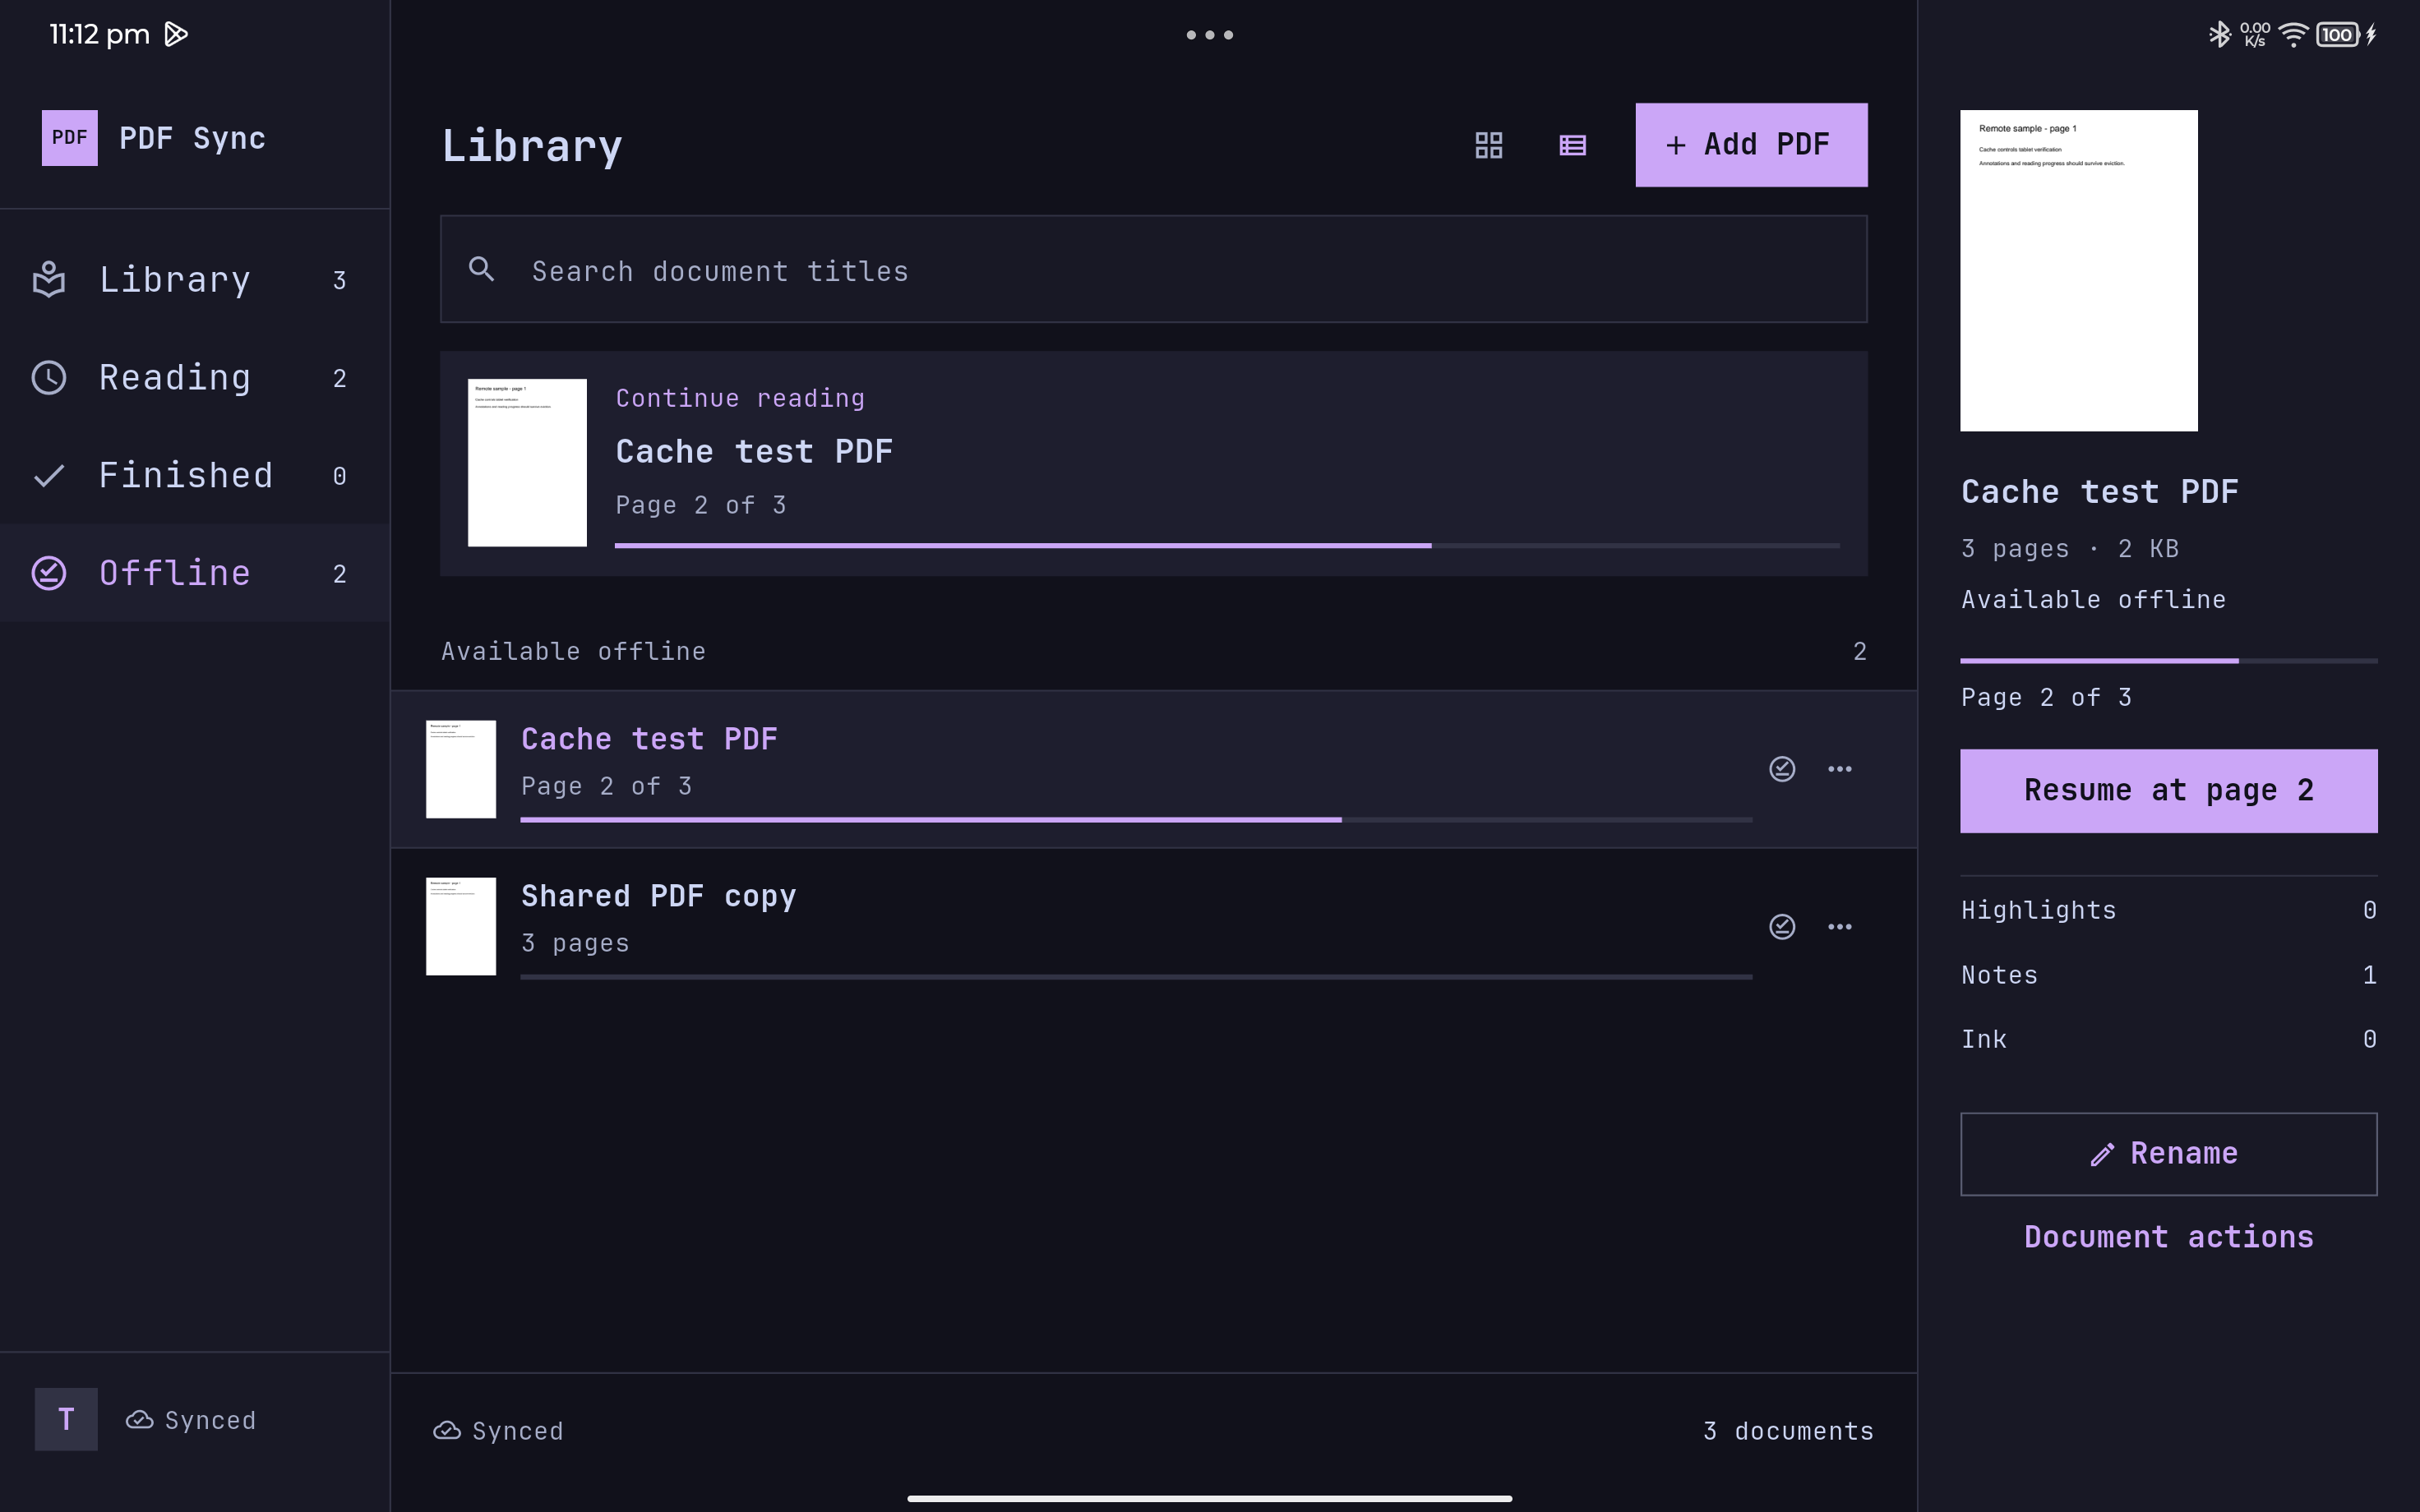 11:12 pm
0.00
K/s
100
PDF
PDF Sync
Library 3
Reading 2
Finished 0
Offline 2
T
Synced
Library
+ Add PDF
Search document titles
Remote sample - page 1
Continue reading
Cache test PDF
Page 2 of 3
Available offline 2
Cache test PDF
Page 2 of 3
Shared PDF copy
3 pages
Synced
3 documents
Remote sample - page 1
Cache controls tablet verification
Annotations and reading progress should survive eviction.
Cache test PDF
3 pages · 2 KB
Available offline
Page 2 of 3
Resume at page 2
Highlights 0
Notes 1
Ink 0
Rename
Document actions